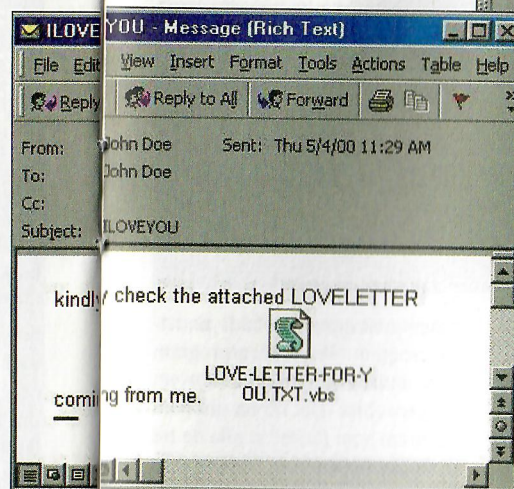 ILOVEYOU - Message (Rich Text)
File Edit View Insert Format Tools Actions Table Help
Reply Reply to All Forward
From: John Doe Sent: Thu 5/4/00 11:29 AM
To: John Doe
Cc:
Subject: ILOVEYOU
kindly check the attached LOVELETTER
LOVE-LETTER-FOR-Y
OU.TXT.vbs
coming from me.